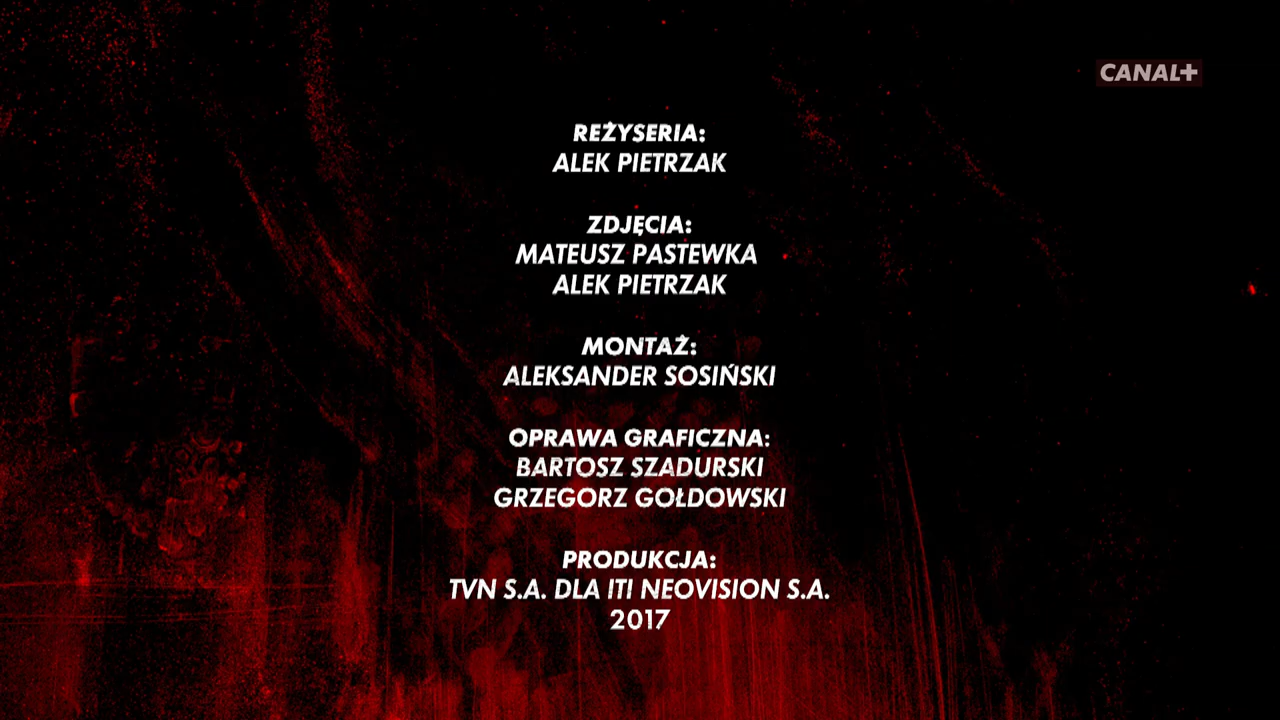 CANAL+
REŻYSERIA:
ALEK PIETRZAK
ZDJĘCIA:
MATEUSZ PASTEWKA
ALEK PIETRZAK
MONTAŻ:
ALEKSANDER SOSIŃSKI
OPRAWA GRAFICZNA:
BARTOSZ SZADURSKI
GRZEGORZ GOŁDOWSKI
PRODUKCJA:
TVN S.A. DLA ITI NEOVISION S.A.
2017